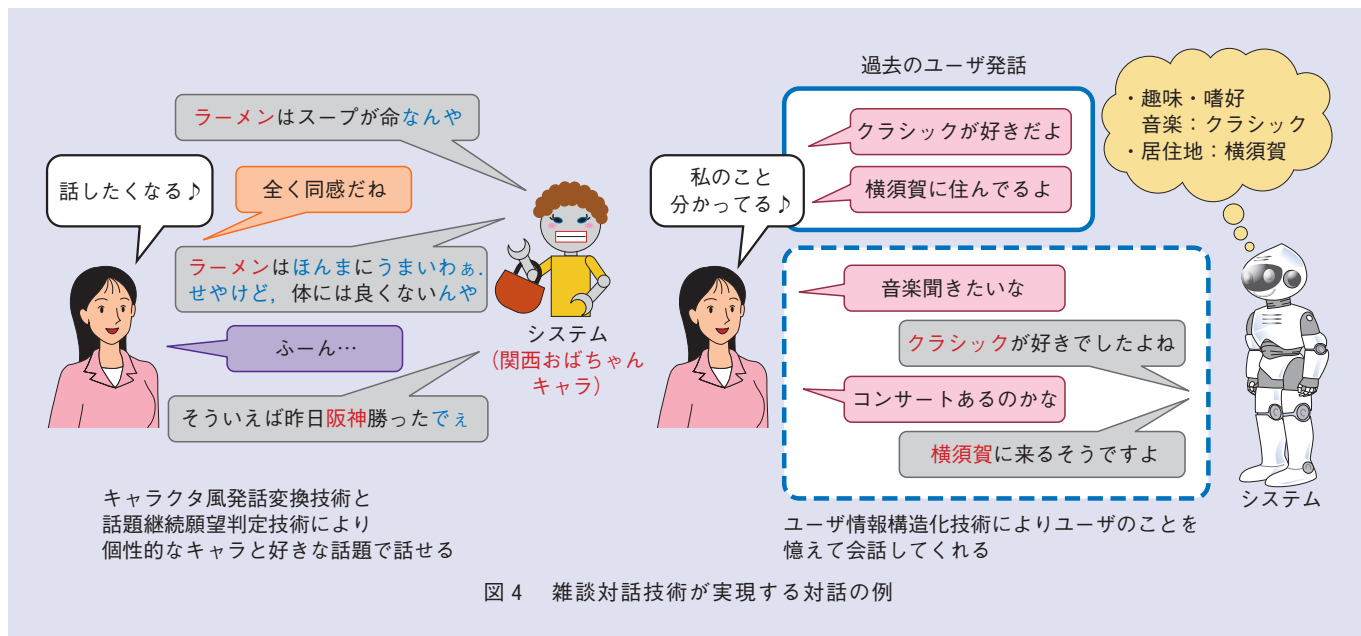 ラーメンはスープが命なんや
話したくなる♪
全く同感だね
ラーメンはほんまにうまいわぁ．
せやけど，体には良くないんや
ふーん…
そういえば昨日阪神勝ったでぇ
システム
（関西おばちゃん
キャラ）
キャラクタ風発話変換技術と
話題継続願望判定技術により
個性的なキャラと好きな話題で話せる
過去のユーザ発話
クラシックが好きだよ
横須賀に住んでるよ
私のこと
分かってる♪
・趣味・嗜好
音楽：クラシック
・居住地：横須賀
音楽聞きたいな
クラシックが好きでしたよね
コンサートあるのかな
横須賀に来るそうですよ
システム
ユーザ情報構造化技術によりユーザのことを
憶えて会話してくれる
図 4　雑談対話技術が実現する対話の例